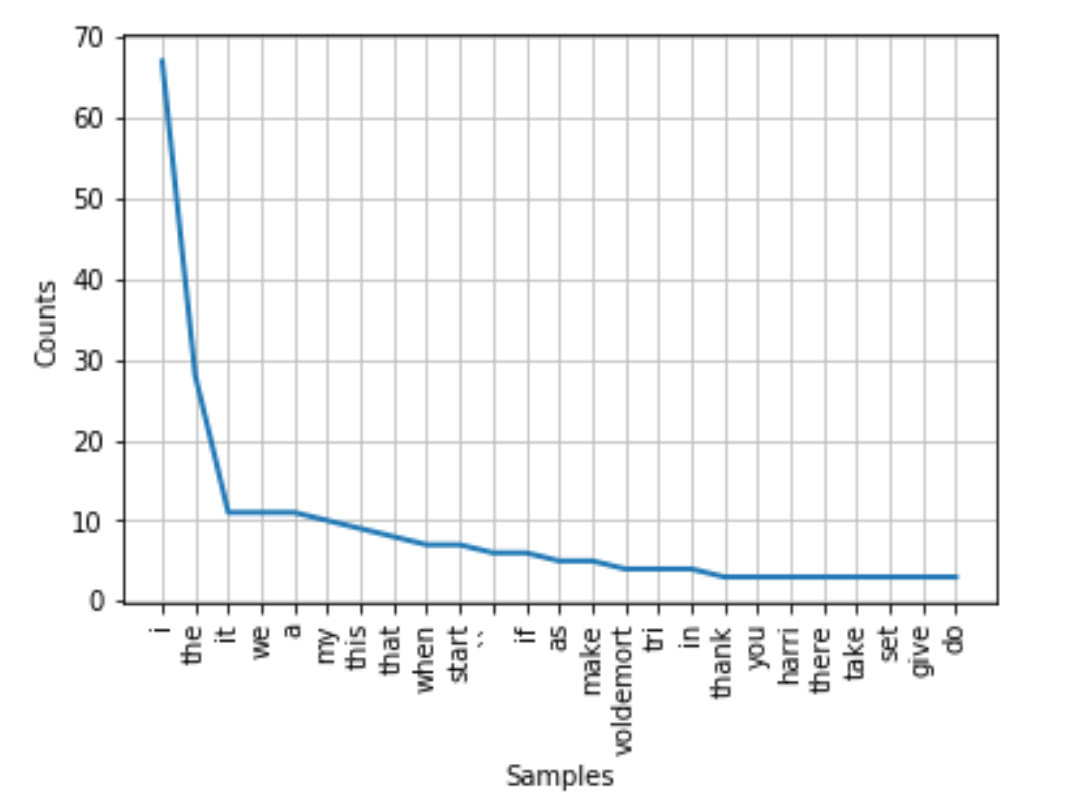 70
60
50
40
30
20
10
0
Counts
i
the
it
we
a
my
this
that
when
start
``
if
as
make
voldemort
tri
in
thank
you
harri
there
take
set
give
do
Samples